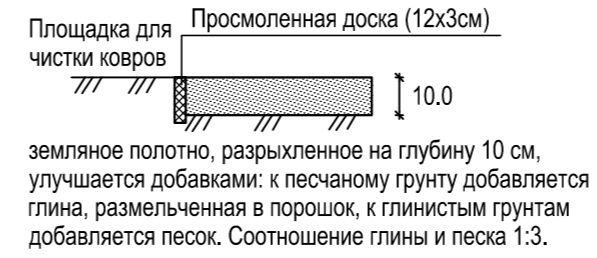 Площадка для
чистки ковров
Просмоленная доска (12х3см)
10.0
земляное полотно, разрыхленное на глубину 10 см,
улучшается добавками: к песчаному грунту добавляется
глина, размельченная в порошок, к глинистым грунтам
добавляется песок. Соотношение глины и песка 1:3.